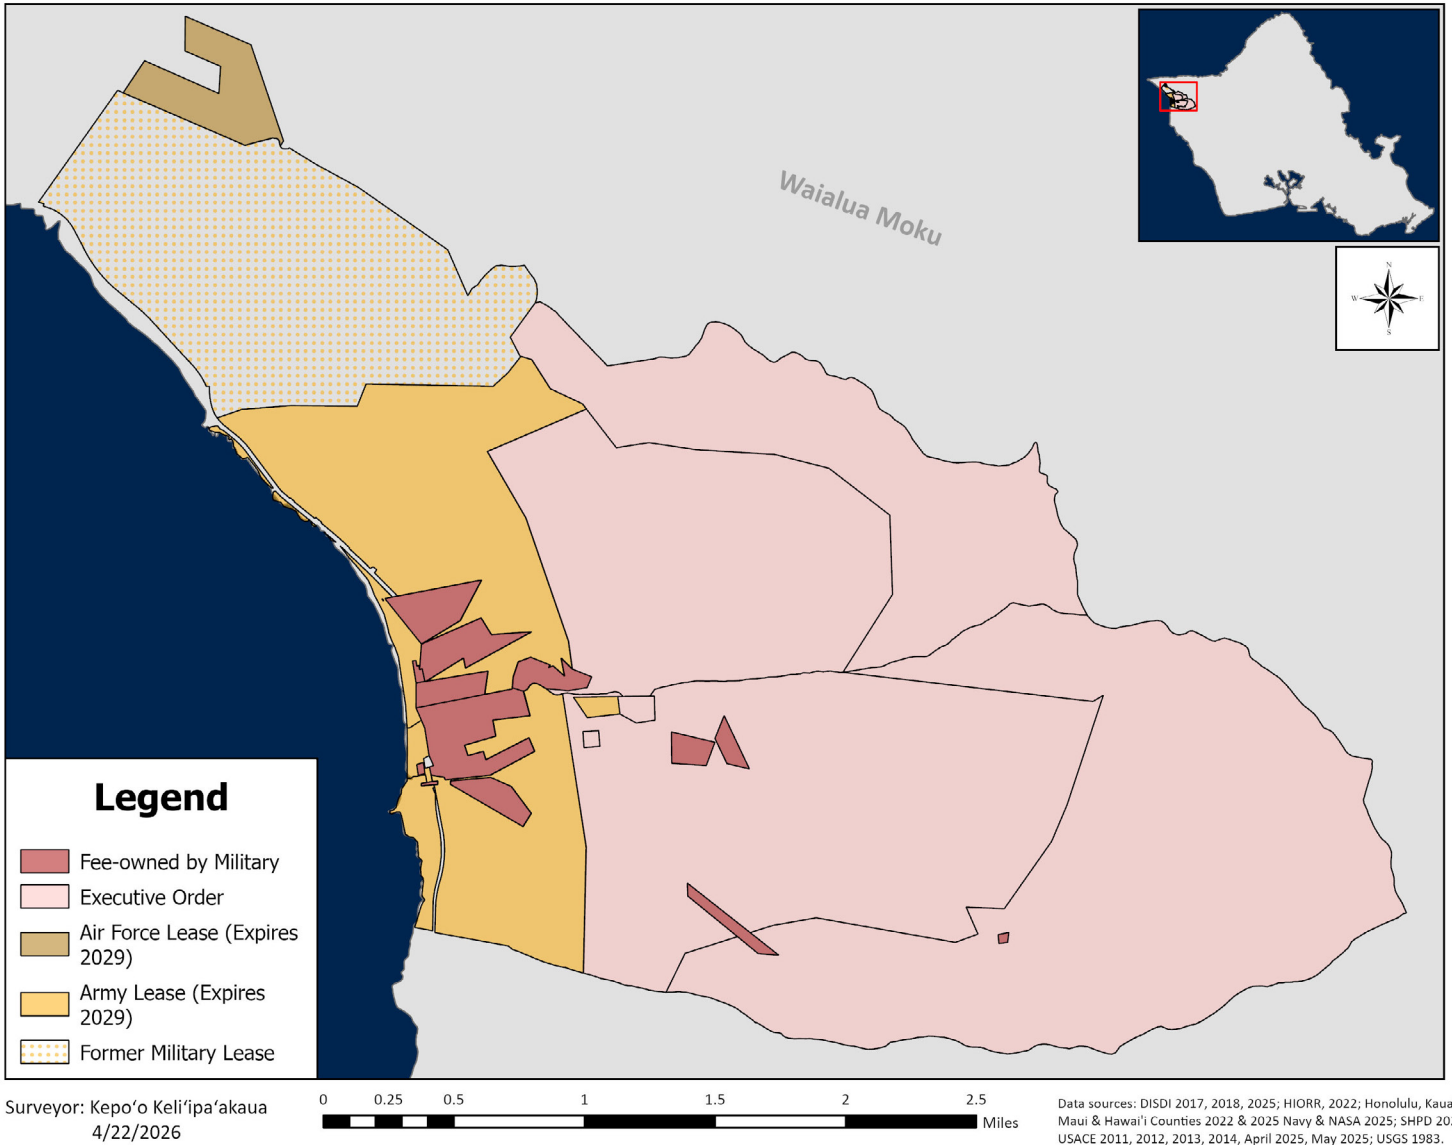 Waialua Moku
N
W
E
S
Legend
Fee-owned by Military
Executive Order
Air Force Lease (Expires
2029)
Army Lease (Expires
2029)
Former Military Lease
Surveyor: Kepoʻo Keliʻipaʻakaua
4/22/2026
0 0.25 0.5 1 1.5 2 2.5
Miles
Data sources: DISDI 2017, 2018, 2025; HIORR, 2022; Honolulu, Kaua
Maui & Hawai'i Counties 2022 & 2025 Navy & NASA 2025; SHPD 20
USACE 2011, 2012, 2013, 2014, April 2025, May 2025; USGS 1983.